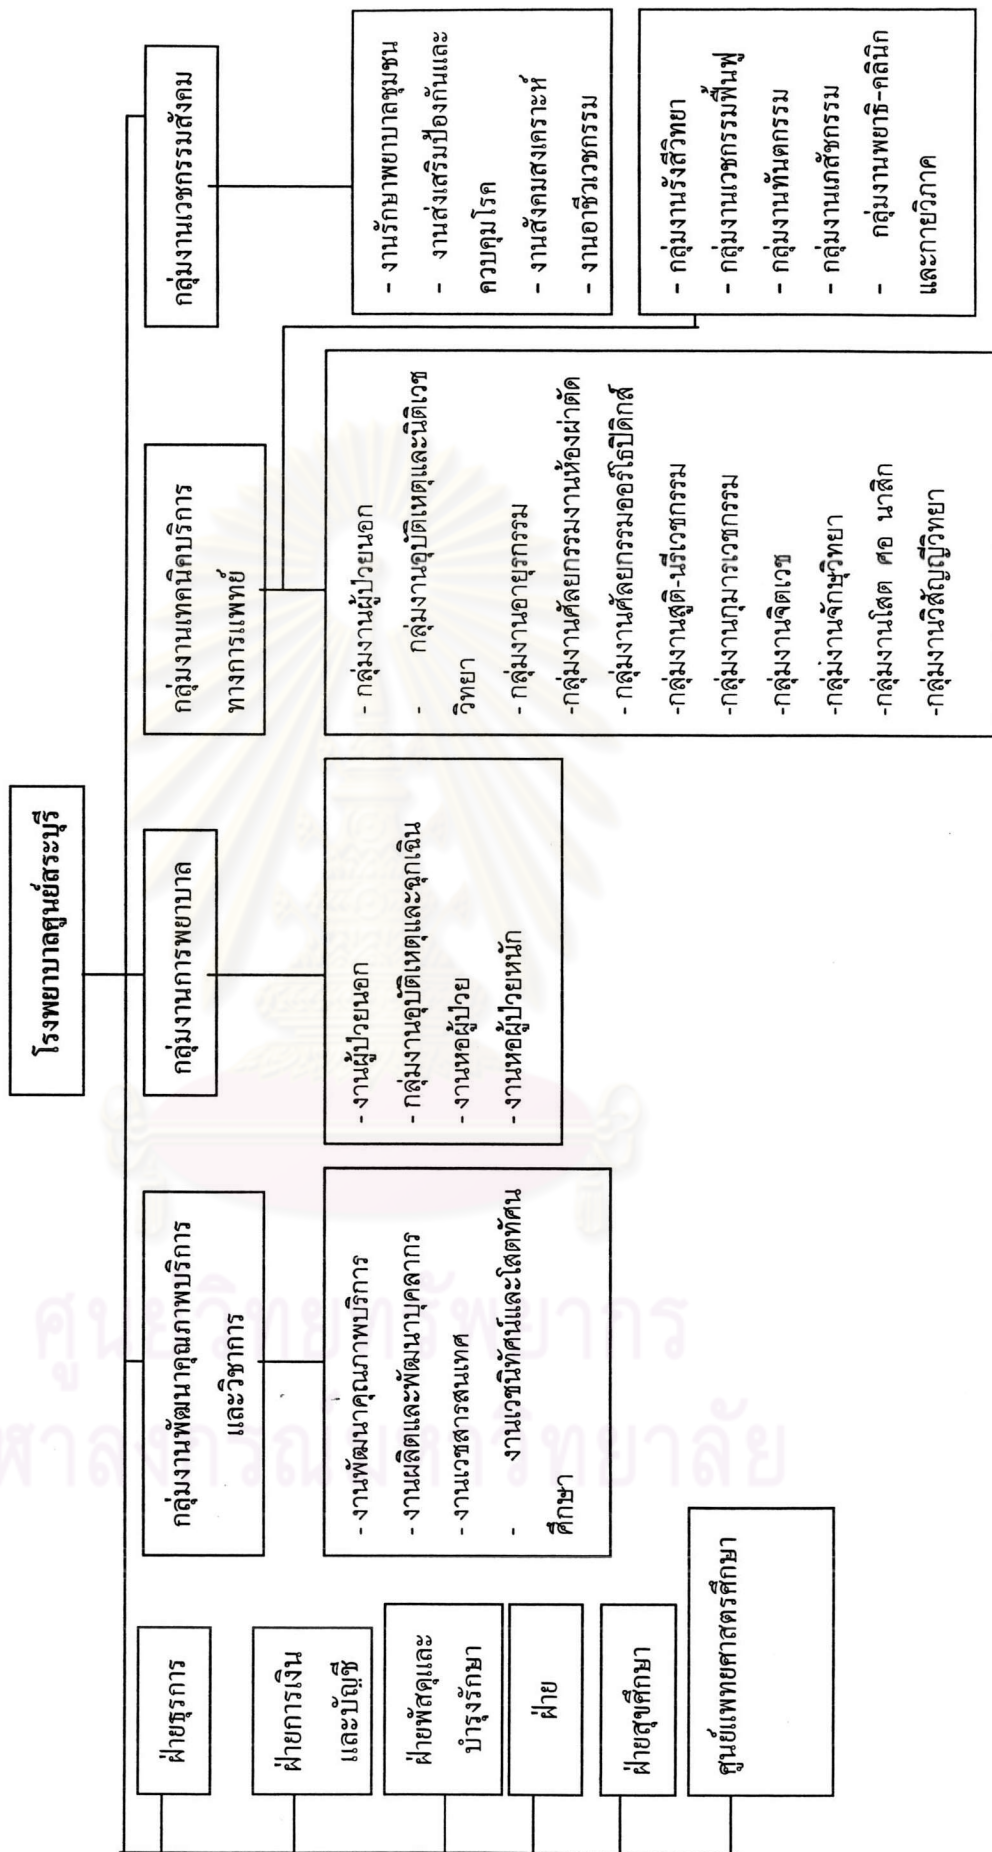 โรงพยาบาลศูนย์สระบุรี
ฝ่ายธุรการ
ฝ่ายการเงิน
และบัญชี
ฝ่ายพัสดุและ
บำรุงรักษา
ฝ่าย
ฝ่ายสุขศึกษา
ศูนย์แพทยศาสตรศึกษา
กลุ่มงานพัฒนาคุณภาพบริการ
และวิชาการ
- งานพัฒนาคุณภาพบริการ
- งานผลิตและพัฒนาบุคลากร
- งานเวชสารสนเทศ
- งานเวชนิทัศน์และโสตทัศน
ศึกษา
กลุ่มงานการพยาบาล
- งานผู้ป่วยนอก
- กลุ่มงานอุบัติเหตุและฉุกเฉิน
- งานหอผู้ป่วย
- งานหอผู้ป่วยหนัก
กลุ่มงานเทคนิคบริการ
ทางการแพทย์
- กลุ่มงานผู้ป่วยนอก
- กลุ่มงานอุบัติเหตุและนิติเวช
วิทยา
- กลุ่มงานอายุรกรรม
-กลุ่มงานศัลยกรรมงานห้องผ่าตัด
- กลุ่มงานศัลยกรรมออร์โธปิดิกส์
-กลุ่มงานสูติ-นรีเวชกรรม
-กลุ่มงานกุมารเวชกรรม
-กลุ่มงานจิตเวช
-กลุ่มงานจักษุวิทยา
-กลุ่มงานโสต ศอ นาสิก
-กลุ่มงานวิสัญญีวิทยา
กลุ่มงานเวชกรรมสังคม
- งานรักษาพยาบาลชุมชน
- งานส่งเสริมป้องกันและ
ควบคุมโรค
- งานสังคมสงเคราะห์
- งานอาชีวเวชกรรม
- กลุ่มงานรังสีวิทยา
- กลุ่มงานเวชกรรมฟื้นฟู
- กลุ่มงานทันตกรรม
- กลุ่มงานเภสัชกรรม
- กลุ่มงานพยาธิ-คลินิก
และกายวิภาค
ศูนย์วิทยทรัพยากร
ฬาลงกรณ์มหาวิทยาลัย